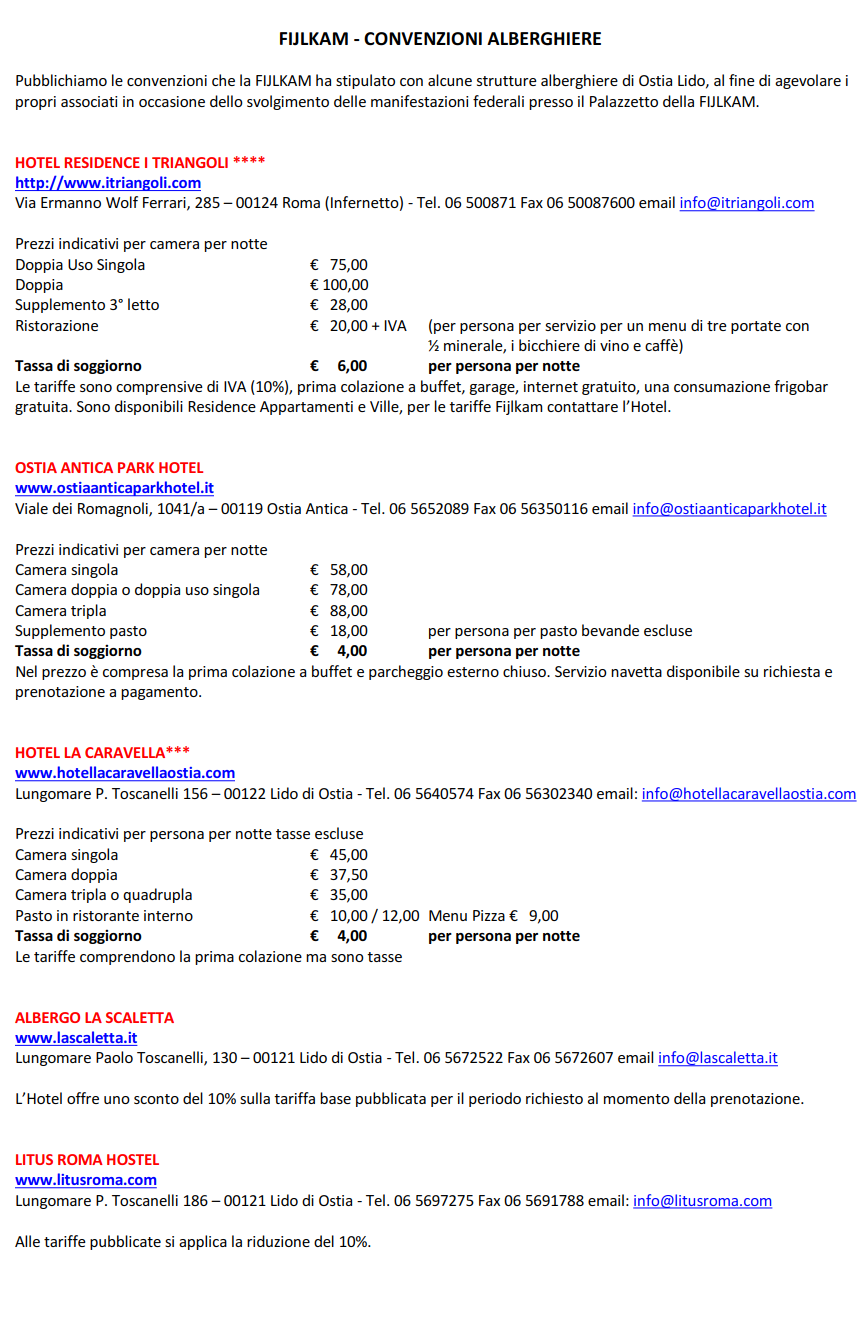 FIJLKAM - CONVENZIONI ALBERGHIERE
Pubblichiamo le convenzioni che la FIJLKAM ha stipulato con alcune strutture alberghiere di Ostia Lido, al fine di agevolare i
propri associati in occasione dello svolgimento delle manifestazioni federali presso il Palazzetto della FIJLKAM.
HOTEL RESIDENCE I TRIANGOLI ****
http://www.itriangoli.com
Via Ermanno Wolf Ferrari, 285 – 00124 Roma (Infernetto) - Tel. 06 500871 Fax 06 50087600 email info@itriangoli.com
Prezzi indicativi per camera per notte
Doppia Uso Singola € 75,00
Doppia € 100,00
Supplemento 3° letto € 28,00
Ristorazione € 20,00 + IVA (per persona per servizio per un menu di tre portate con
½ minerale, i bicchiere di vino e caffè)
Tassa di soggiorno € 6,00 per persona per notte
Le tariffe sono comprensive di IVA (10%), prima colazione a buffet, garage, internet gratuito, una consumazione frigobar
gratuita. Sono disponibili Residence Appartamenti e Ville, per le tariffe Fijlkam contattare l’Hotel.
OSTIA ANTICA PARK HOTEL
www.ostiaanticaparkhotel.it
Viale dei Romagnoli, 1041/a – 00119 Ostia Antica - Tel. 06 5652089 Fax 06 56350116 email info@ostiaanticaparkhotel.it
Prezzi indicativi per camera per notte
Camera singola € 58,00
Camera doppia o doppia uso singola € 78,00
Camera tripla € 88,00
Supplemento pasto € 18,00 per persona per pasto bevande escluse
Tassa di soggiorno € 4,00 per persona per notte
Nel prezzo è compresa la prima colazione a buffet e parcheggio esterno chiuso. Servizio navetta disponibile su richiesta e
prenotazione a pagamento.
HOTEL LA CARAVELLA***
www.hotellacaravellaostia.com
Lungomare P. Toscanelli 156 – 00122 Lido di Ostia - Tel. 06 5640574 Fax 06 56302340 email: info@hotellacaravellaostia.com
Prezzi indicativi per persona per notte tasse escluse
Camera singola € 45,00
Camera doppia € 37,50
Camera tripla o quadrupla € 35,00
Pasto in ristorante interno € 10,00 / 12,00 Menu Pizza € 9,00
Tassa di soggiorno € 4,00 per persona per notte
Le tariffe comprendono la prima colazione ma sono tasse
ALBERGO LA SCALETTA
www.lascaletta.it
Lungomare Paolo Toscanelli, 130 – 00121 Lido di Ostia - Tel. 06 5672522 Fax 06 5672607 email info@lascaletta.it
L’Hotel offre uno sconto del 10% sulla tariffa base pubblicata per il periodo richiesto al momento della prenotazione.
LITUS ROMA HOSTEL
www.litusroma.com
Lungomare P. Toscanelli 186 – 00121 Lido di Ostia - Tel. 06 5697275 Fax 06 5691788 email: info@litusroma.com
Alle tariffe pubblicate si applica la riduzione del 10%.